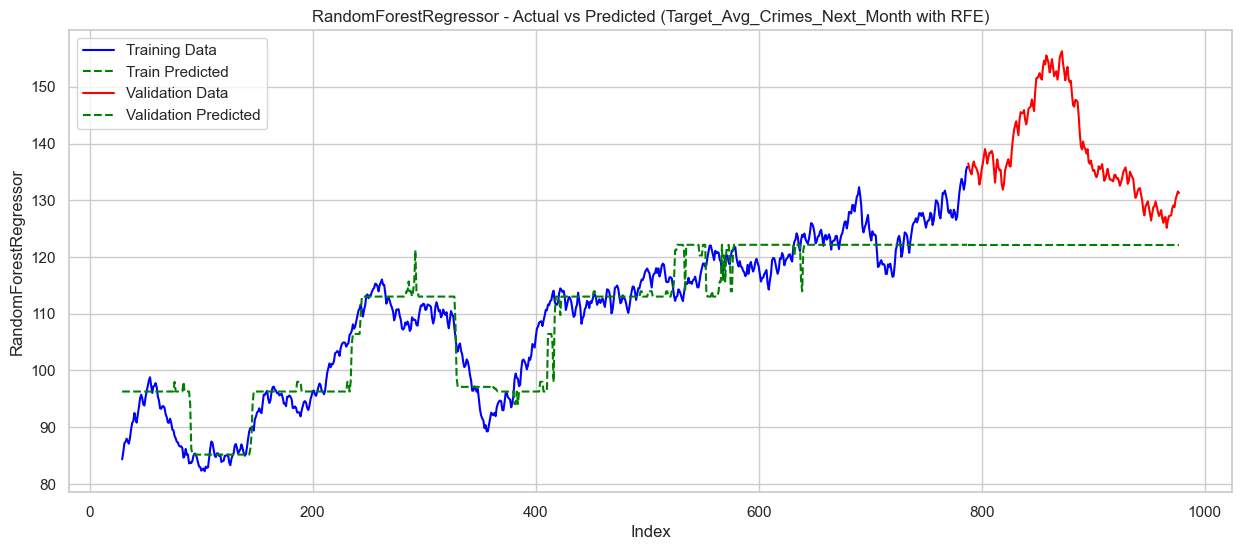 RandomForestRegressor - Actual vs Predicted (Target_Avg_Crimes_Next_Month with RFE)
Training Data
Train Predicted
Validation Data
Validation Predicted
RandomForestRegressor
150
140
130
120
110
100
90
80
0 200 400 600 800 1000
Index